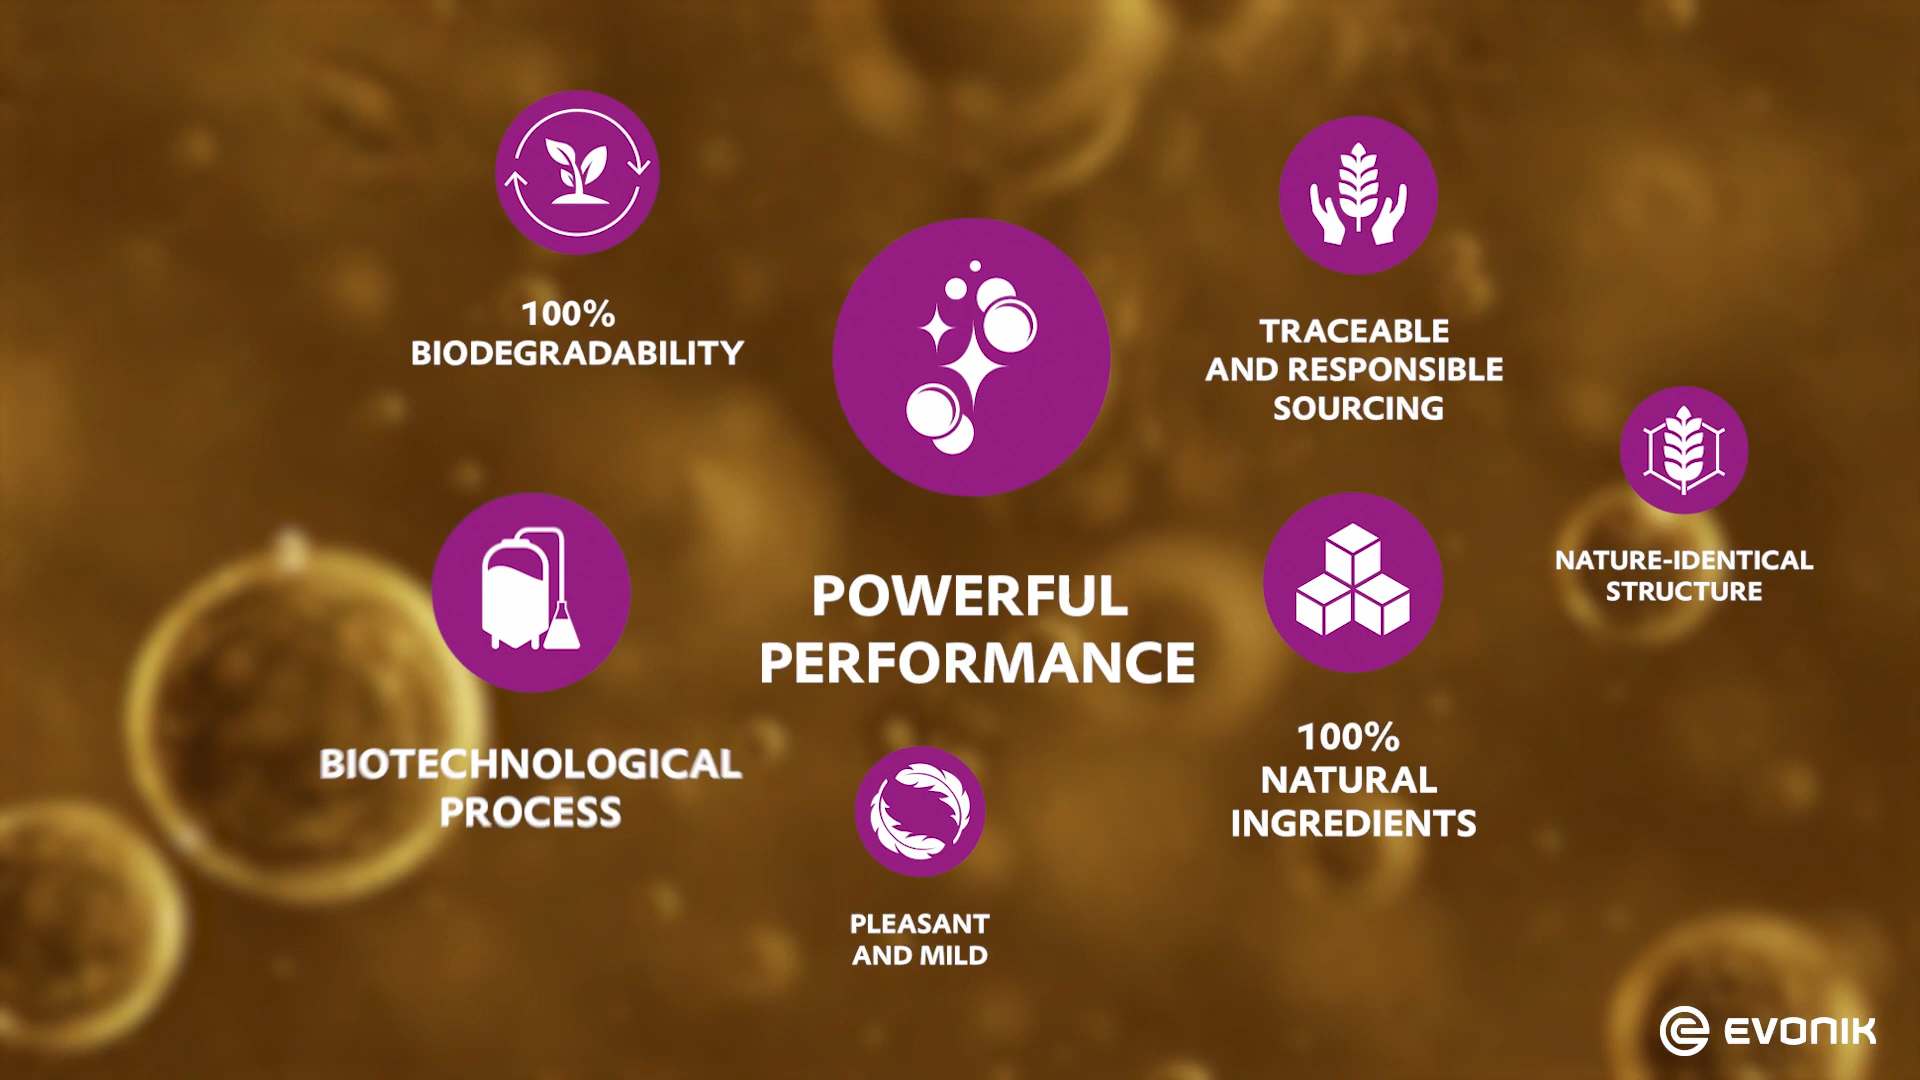 100%
BIODEGRADABILITY
TRACEABLE
AND RESPONSIBLE
SOURCING
NATURE-IDENTICAL
STRUCTURE
POWERFUL
PERFORMANCE
BIOTECHNOLOGICAL
PROCESS
100%
NATURAL
INGREDIENTS
PLEASANT
AND MILD
EVONIK